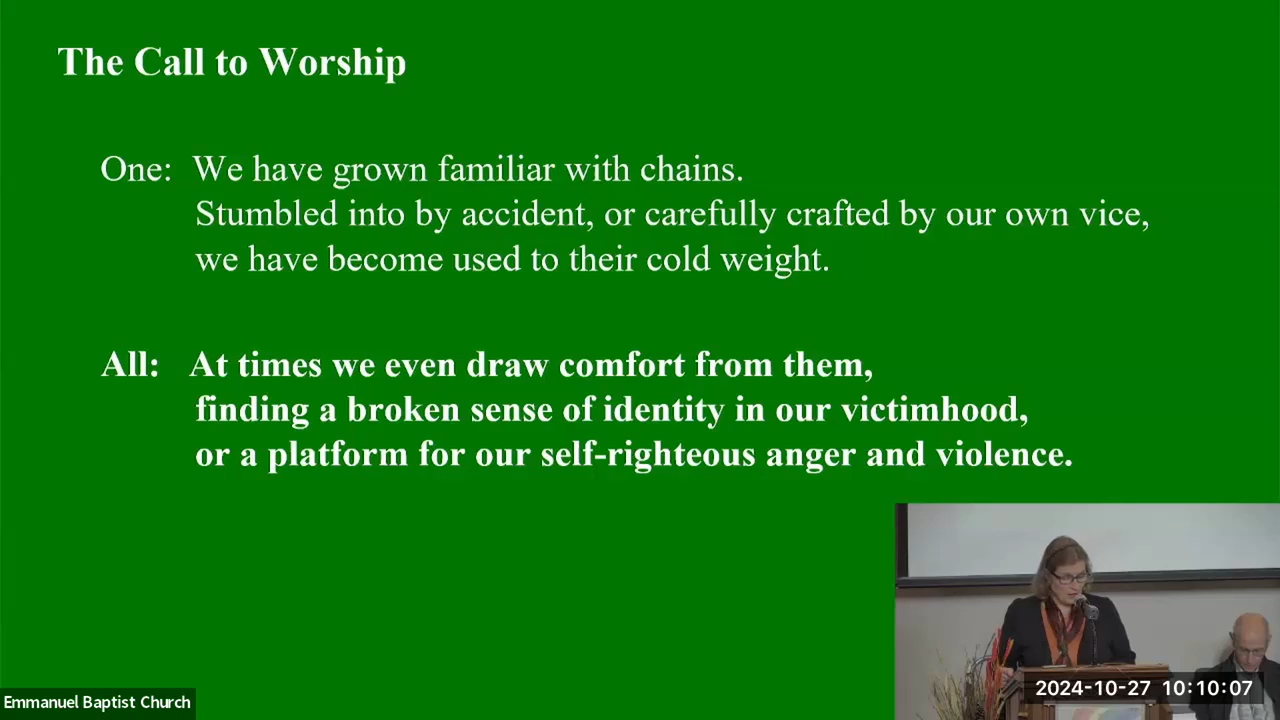 The Call to Worship
One: We have grown familiar with chains.
Stumbled into by accident, or carefully crafted by our own vice,
we have become used to their cold weight.
All: At times we even draw comfort from them,
finding a broken sense of identity in our victimhood,
or a platform for our self-righteous anger and violence.
Emmanuel Baptist Church
2024-10-27 10:10:07